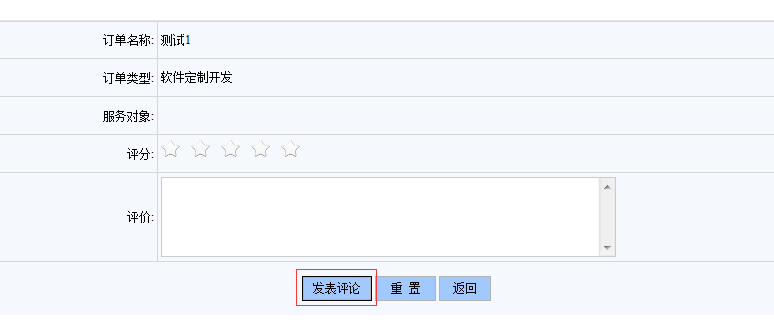 订单名称: 测试1
订单类型: 软件定制开发
服务对象:
评分:
评价:
发表评论 重 置 返回